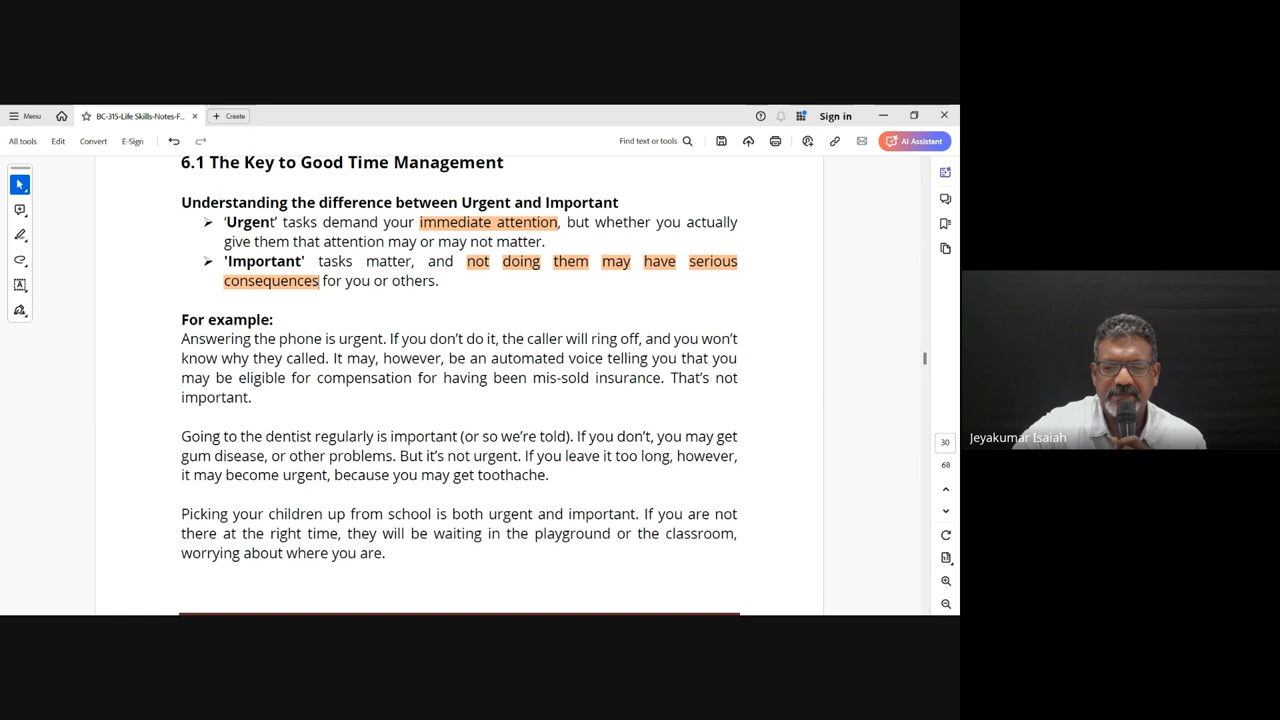 Menu
BC-315-Life Skills-Notes-F...
Create
Sign in
All tools
Edit
Convert
E-Sign
Find text or tools
AI Assistant
6.1 The Key to Good Time Management
Understanding the difference between Urgent and Important
➢ ‘Urgent’ tasks demand your immediate attention, but whether you actually
give them that attention may or may not matter.
➢ 'Important' tasks matter, and not doing them may have serious
consequences for you or others.
For example:
Answering the phone is urgent. If you don’t do it, the caller will ring off, and you won’t
know why they called. It may, however, be an automated voice telling you that you
may be eligible for compensation for having been mis-sold insurance. That’s not
important.
Going to the dentist regularly is important (or so we’re told). If you don’t, you may get
gum disease, or other problems. But it’s not urgent. If you leave it too long, however,
it may become urgent, because you may get toothache.
Picking your children up from school is both urgent and important. If you are not
there at the right time, they will be waiting in the playground or the classroom,
worrying about where you are.
30
68
Jeyakumar Isaiah